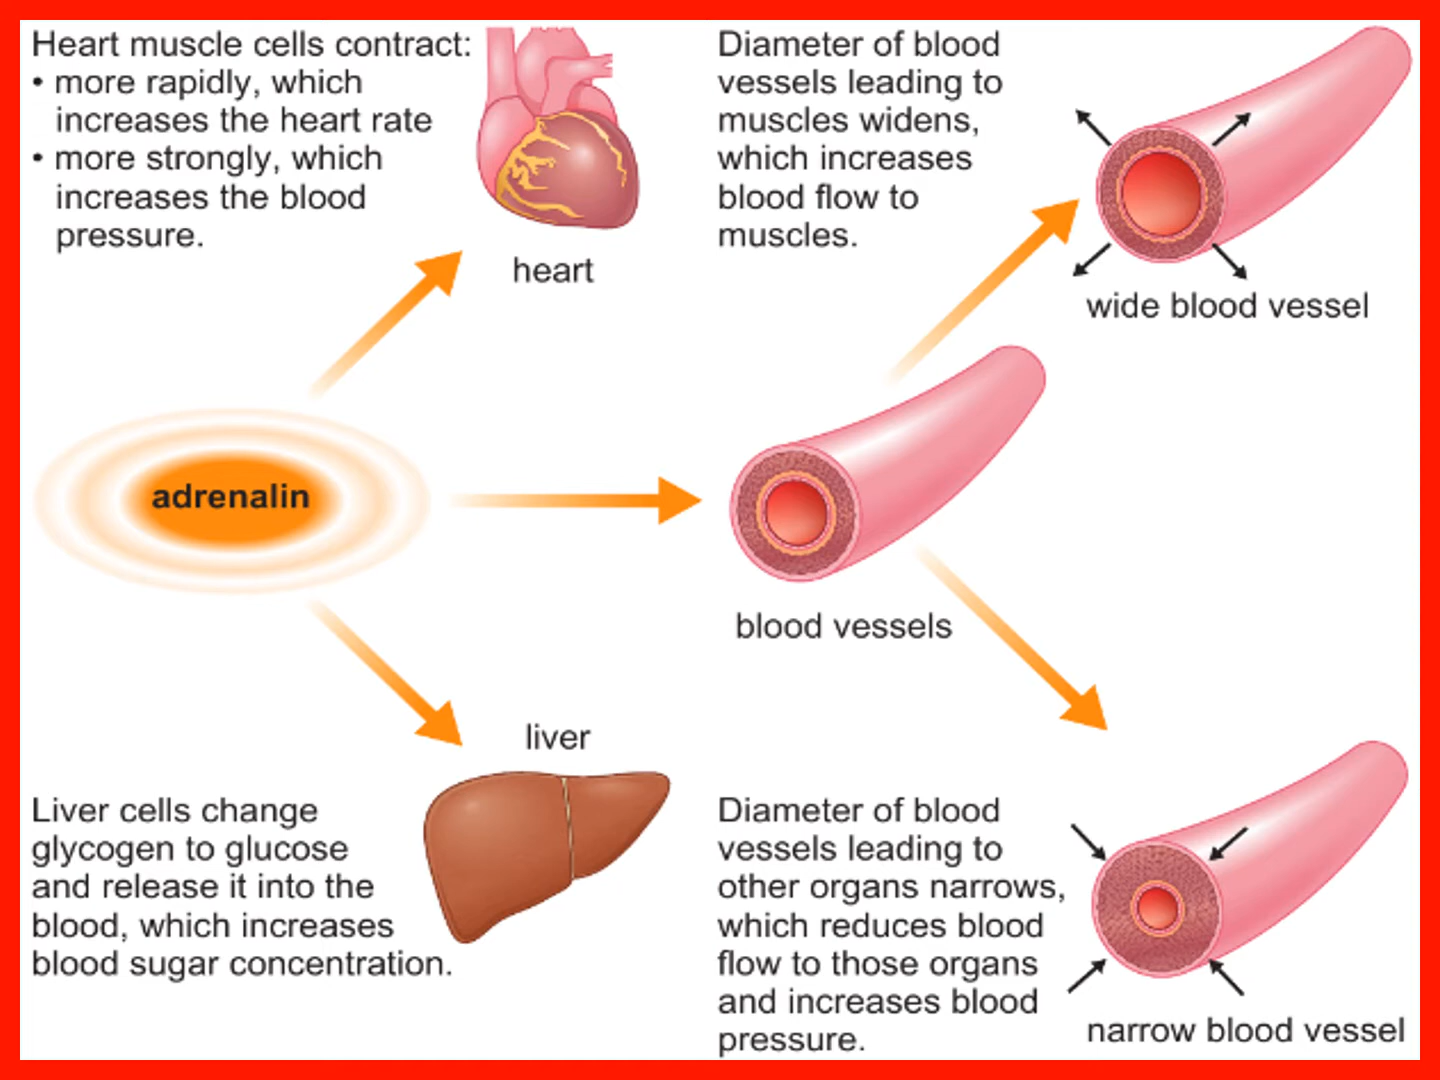 Heart muscle cells contract:
• more rapidly, which
increases the heart rate
• more strongly, which
increases the blood
pressure.
heart
Diameter of blood
vessels leading to
muscles widens,
which increases
blood flow to
muscles.
wide blood vessel
adrenalin
blood vessels
liver
Liver cells change
glycogen to glucose
and release it into the
blood, which increases
blood sugar concentration.
Diameter of blood
vessels leading to
other organs narrows,
which reduces blood
flow to those organs
and increases blood
pressure.
narrow blood vessel